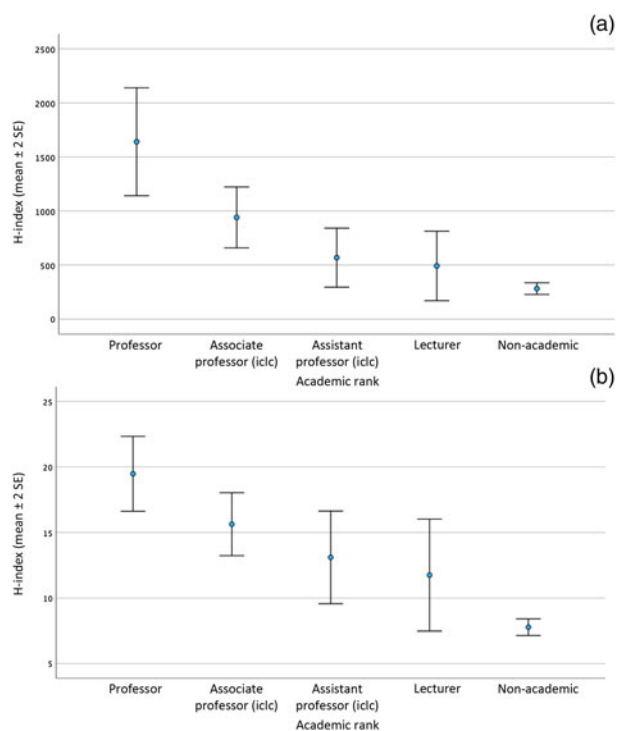 (a)
H-index (mean ± 2 SE)
2500
2000
1500
1000
500
0
Professor
Associate
professor (iclc)
Assistant
professor (iclc)
Lecturer
Non-academic
Academic rank
(b)
H-index (mean ± 2 SE)
25
20
15
10
5
Professor
Associate
professor (iclc)
Assistant
professor (iclc)
Lecturer
Non-academic
Academic rank